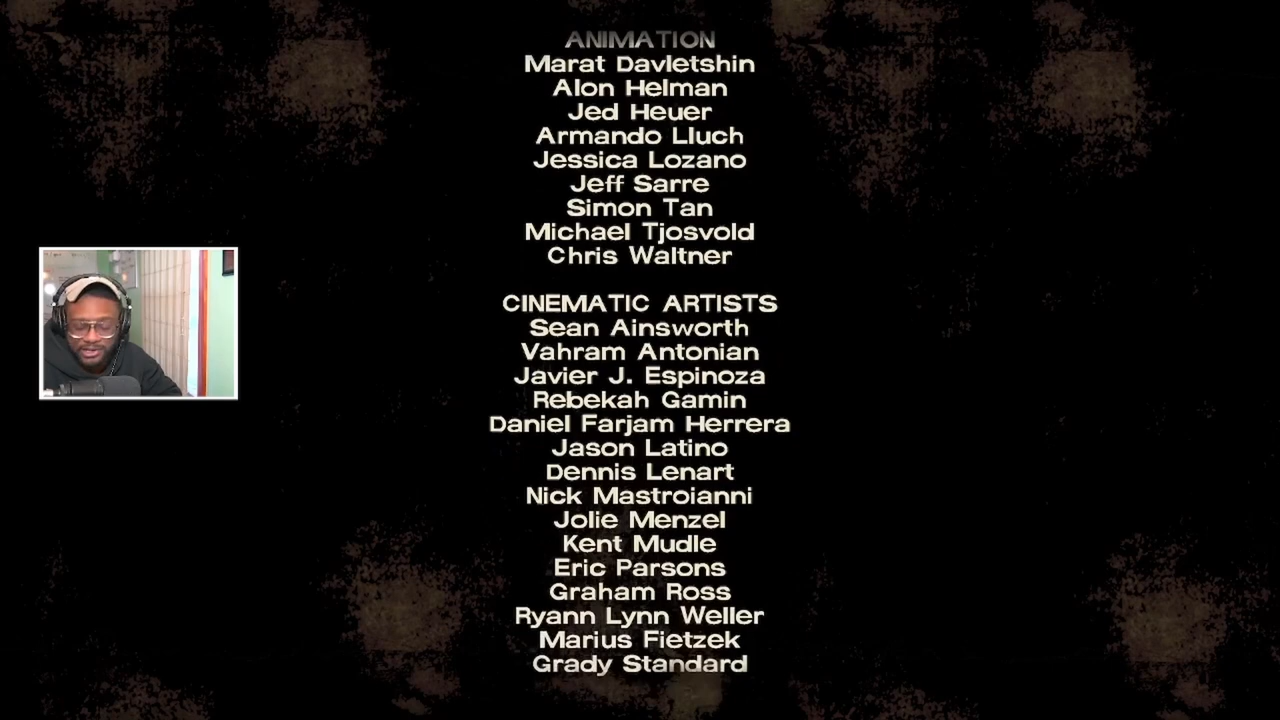 ANIMATION
Marat Davletshin
Alon Helman
Jed Heuer
Armando Lluch
Jessica Lozano
Jeff Sarre
Simon Tan
Michael Tjosvold
Chris Waltner
CINEMATIC ARTISTS
Sean Ainsworth
Vahram Antonian
Javier J. Espinoza
Rebekah Gamin
Daniel Farjam Herrera
Jason Latino
Dennis Lenart
Nick Mastroianni
Jolie Menzel
Kent Mudle
Eric Parsons
Graham Ross
Ryann Lynn Weller
Marius Fietzek
Grady Standard